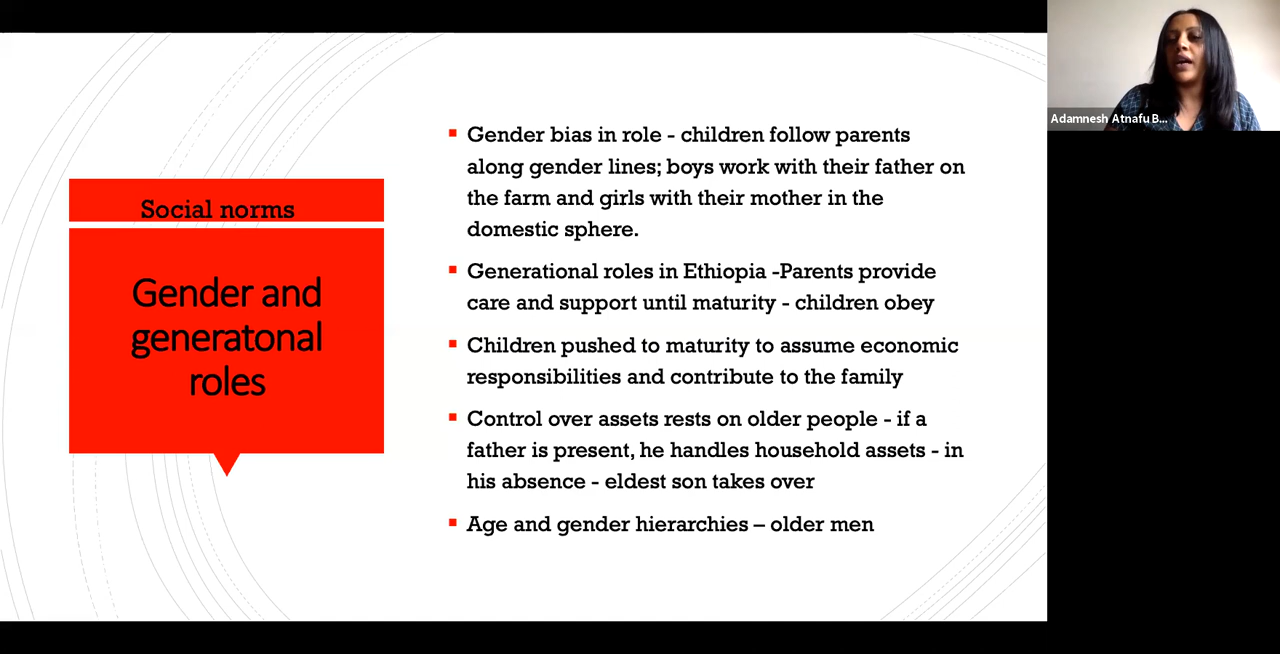 Social norms
Gender and
generatonal
roles
▪ Gender bias in role - children follow parents
along gender lines; boys work with their father on
the farm and girls with their mother in the
domestic sphere.
▪ Generational roles in Ethiopia -Parents provide
care and support until maturity - children obey
▪ Children pushed to maturity to assume economic
responsibilities and contribute to the family
▪ Control over assets rests on older people - if a
father is present, he handles household assets - in
his absence - eldest son takes over
▪ Age and gender hierarchies – older men
Adamnesh Atnafu B...